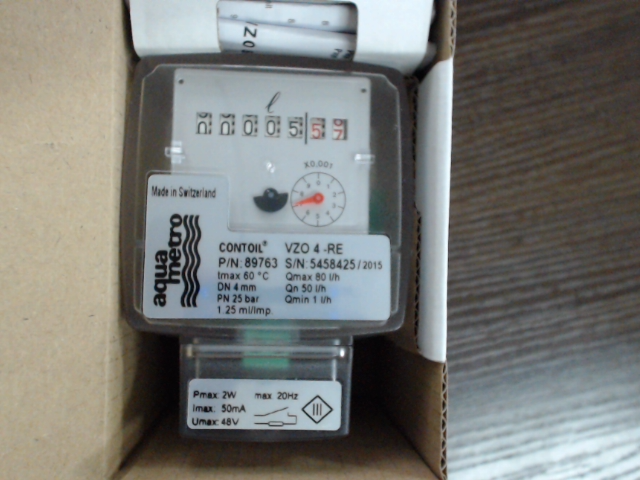 VZO
ℓ
0 0 0 0 5 5
X0,001
Made in Switzerland
aqua
metro
CONTOIL® VZO 4 -RE
P/N: 89763 S/N: 5458425 / 2015
tmax 60 °C Qmax 80 l/h
DN 4 mm Qn 50 l/h
PN 25 bar Qmin 1 l/h
1.25 ml/Imp.
Pmax: 2W max. 20Hz
Imax: 50mA
Umax: 48V
III